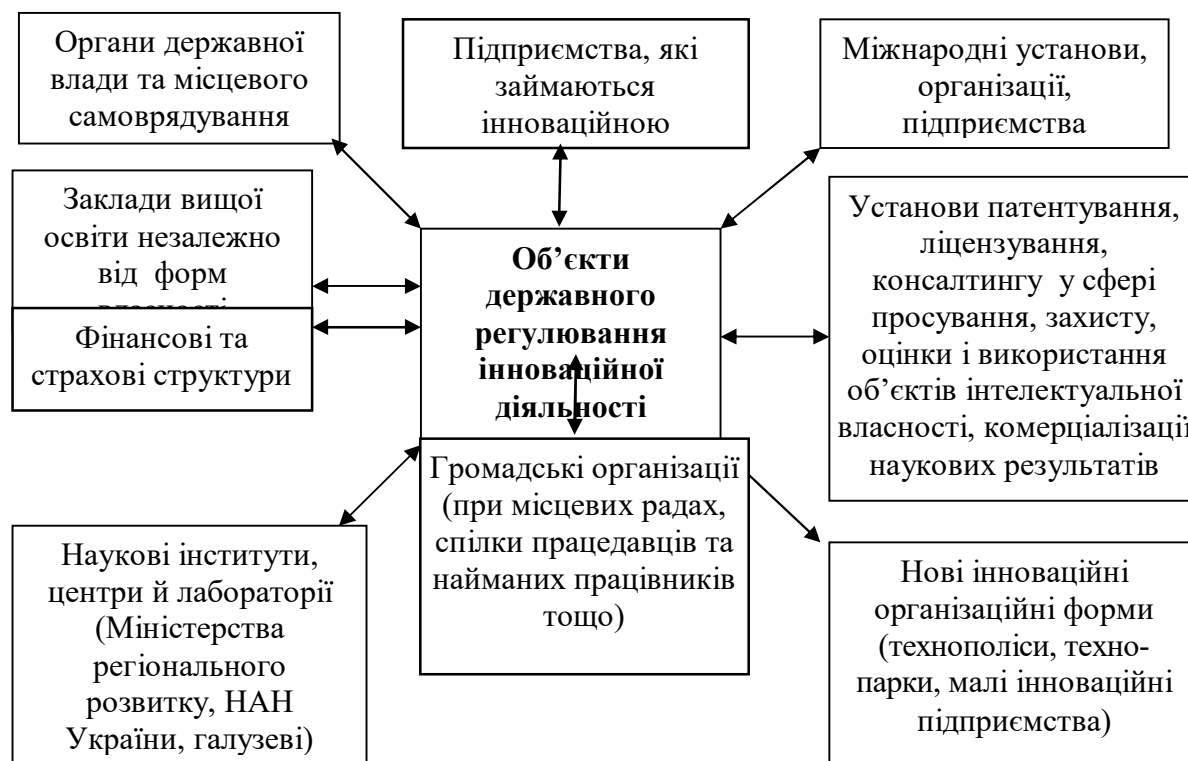 Органи державної
влади та місцевого
самоврядування
Підприємства, які
займаються
інноваційною
Міжнародні установи,
організації,
підприємства
Заклади вищої
освіти незалежно
від форм
власності
Фінансові та
страхові структури
Об’єкти
державного
регулювання
інноваційної
діяльності
Установи патентування,
ліцензування,
консалтингу у сфері
просування, захисту,
оцінки і використання
об’єктів інтелектуальної
власності, комерціалізації
наукових результатів
Наукові інститути,
центри й лабораторії
(Міністерства
регіонального
розвитку, НАН
України, галузеві)
Громадські організації
(при місцевих радах,
спілки працедавців та
найманих працівників
тощо)
Нові інноваційні
організаційні форми
(технополіси, техно-
парки, малі інноваційні
підприємства)